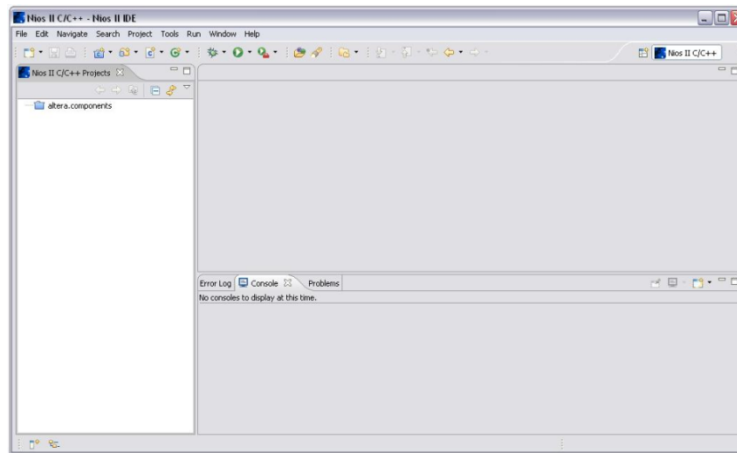 Nios II C/C++ - Nios II IDE
File Edit Navigate Search Project Tools Run Window Help
Nios II C/C++
Nios II C/C++ Projects
altera.components
Error Log Console Problems
No consoles to display at this time.